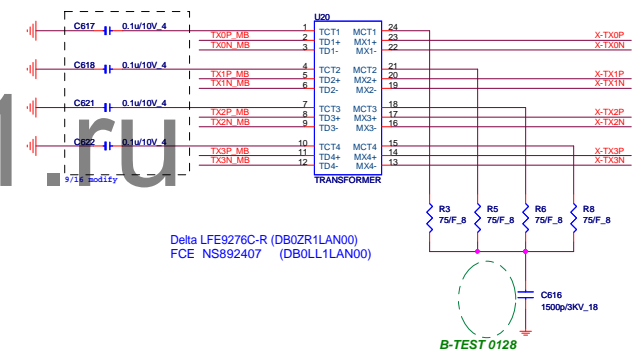 U20
C617 0.1u/10V_4 1 TCT1 MCT1 24
TX0P_MB 2 TD1+ MX1+ 23 X-TX0P
TX0N_MB 3 TD1- MX1- 22 X-TX0N
C618 0.1u/10V_4 4 TCT2 MCT2 21
TX1P_MB 5 TD2+ MX2+ 20 X-TX1P
TX1N_MB 6 TD2- MX2- 19 X-TX1N
C621 0.1u/10V_4 7 TCT3 MCT3 18
TX2P_MB 8 TD3+ MX3+ 17 X-TX2P
TX2N_MB 9 TD3- MX3- 16 X-TX2N
C622 0.1u/10V_4 10 TCT4 MCT4 15
TX3P_MB 11 TD4+ MX4+ 14 X-TX3P
TX3N_MB 12 TD4- MX4- 13 X-TX3N
1.ru
9/16 modify
TRANSFORMER
R3 R5 R6 R8
75/F_8 75/F_8 75/F_8 75/F_8
Delta LFE9276C-R (DB0ZR1LAN00)
FCE NS892407 (DB0LL1LAN00)
C616
1500p/3KV_18
B-TEST 0128